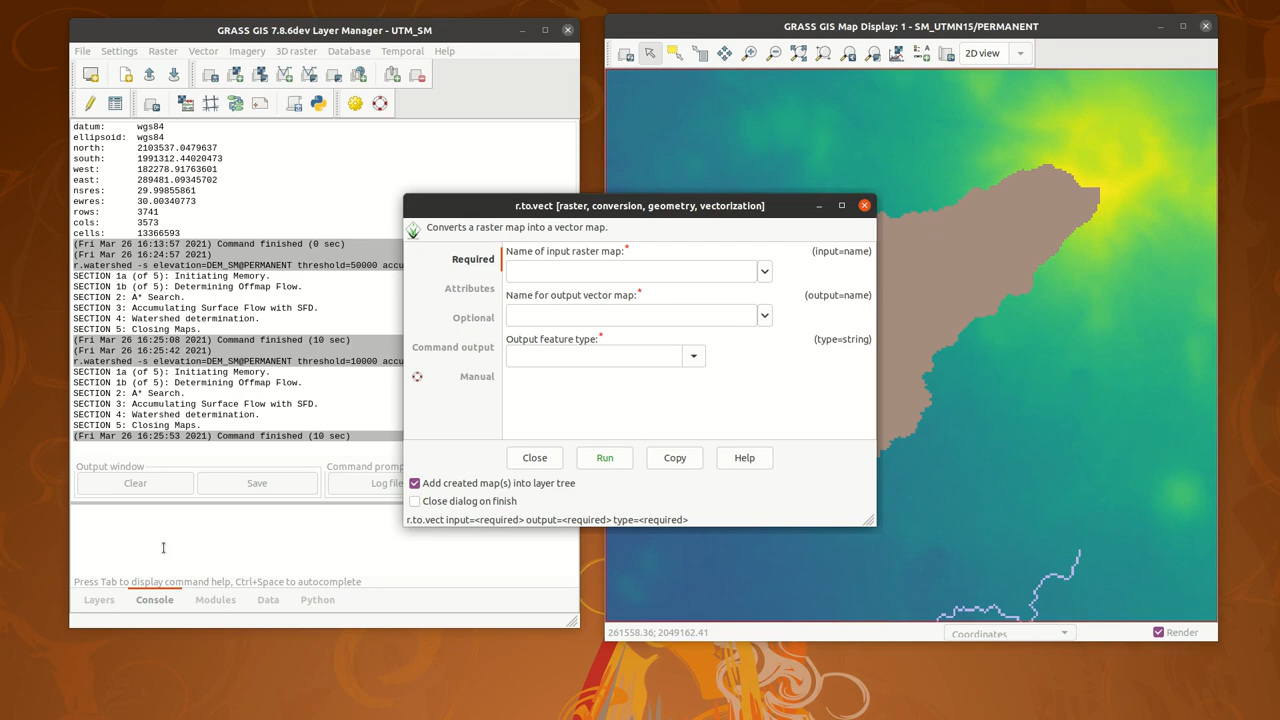 GRASS GIS 7.8.6dev Layer Manager - UTM_SM
File Settings Raster Vector Imagery 3D raster Database Temporal Help
datum: wgs84
ellipsoid: wgs84
north: 2103537.0479637
south: 1991312.44020473
west: 182278.91763601
east: 289481.09345702
nsres: 29.99855861
ewres: 30.00340773
rows: 3741
cols: 3573
cells: 13366593
(Fri Mar 26 16:13:57 2021) Command finished (0 sec)
(Fri Mar 26 16:24:57 2021)
r.watershed -s elevation=DEM_SM@PERMANENT threshold=50000 accu
SECTION 1a (of 5): Initiating Memory.
SECTION 1b (of 5): Determining Offmap Flow.
SECTION 2: A* Search.
SECTION 3: Accumulating Surface Flow with SFD.
SECTION 4: Watershed determination.
SECTION 5: Closing Maps.
(Fri Mar 26 16:25:08 2021) Command finished (10 sec)
(Fri Mar 26 16:25:42 2021)
r.watershed -s elevation=DEM_SM@PERMANENT threshold=10000 accu
SECTION 1a (of 5): Initiating Memory.
SECTION 1b (of 5): Determining Offmap Flow.
SECTION 2: A* Search.
SECTION 3: Accumulating Surface Flow with SFD.
SECTION 4: Watershed determination.
SECTION 5: Closing Maps.
(Fri Mar 26 16:25:53 2021) Command finished (10 sec)
Output window
Command promp
Clear
Save
Log file
Press Tab to display command help, Ctrl+Space to autocomplete
Layers Console Modules Data Python
GRASS GIS Map Display: 1 - SM_UTMN15/PERMANENT
2D view
261558.36; 2049162.41
Coordinates
Render
r.to.vect [raster, conversion, geometry, vectorization]
Converts a raster map into a vector map.
Required
Attributes
Optional
Command output
Manual
Name of input raster map:* (input=name)
Name for output vector map:* (output=name)
Output feature type:* (type=string)
Close Run Copy Help
Add created map(s) into layer tree
Close dialog on finish
r.to.vect input=<required> output=<required> type=<required>